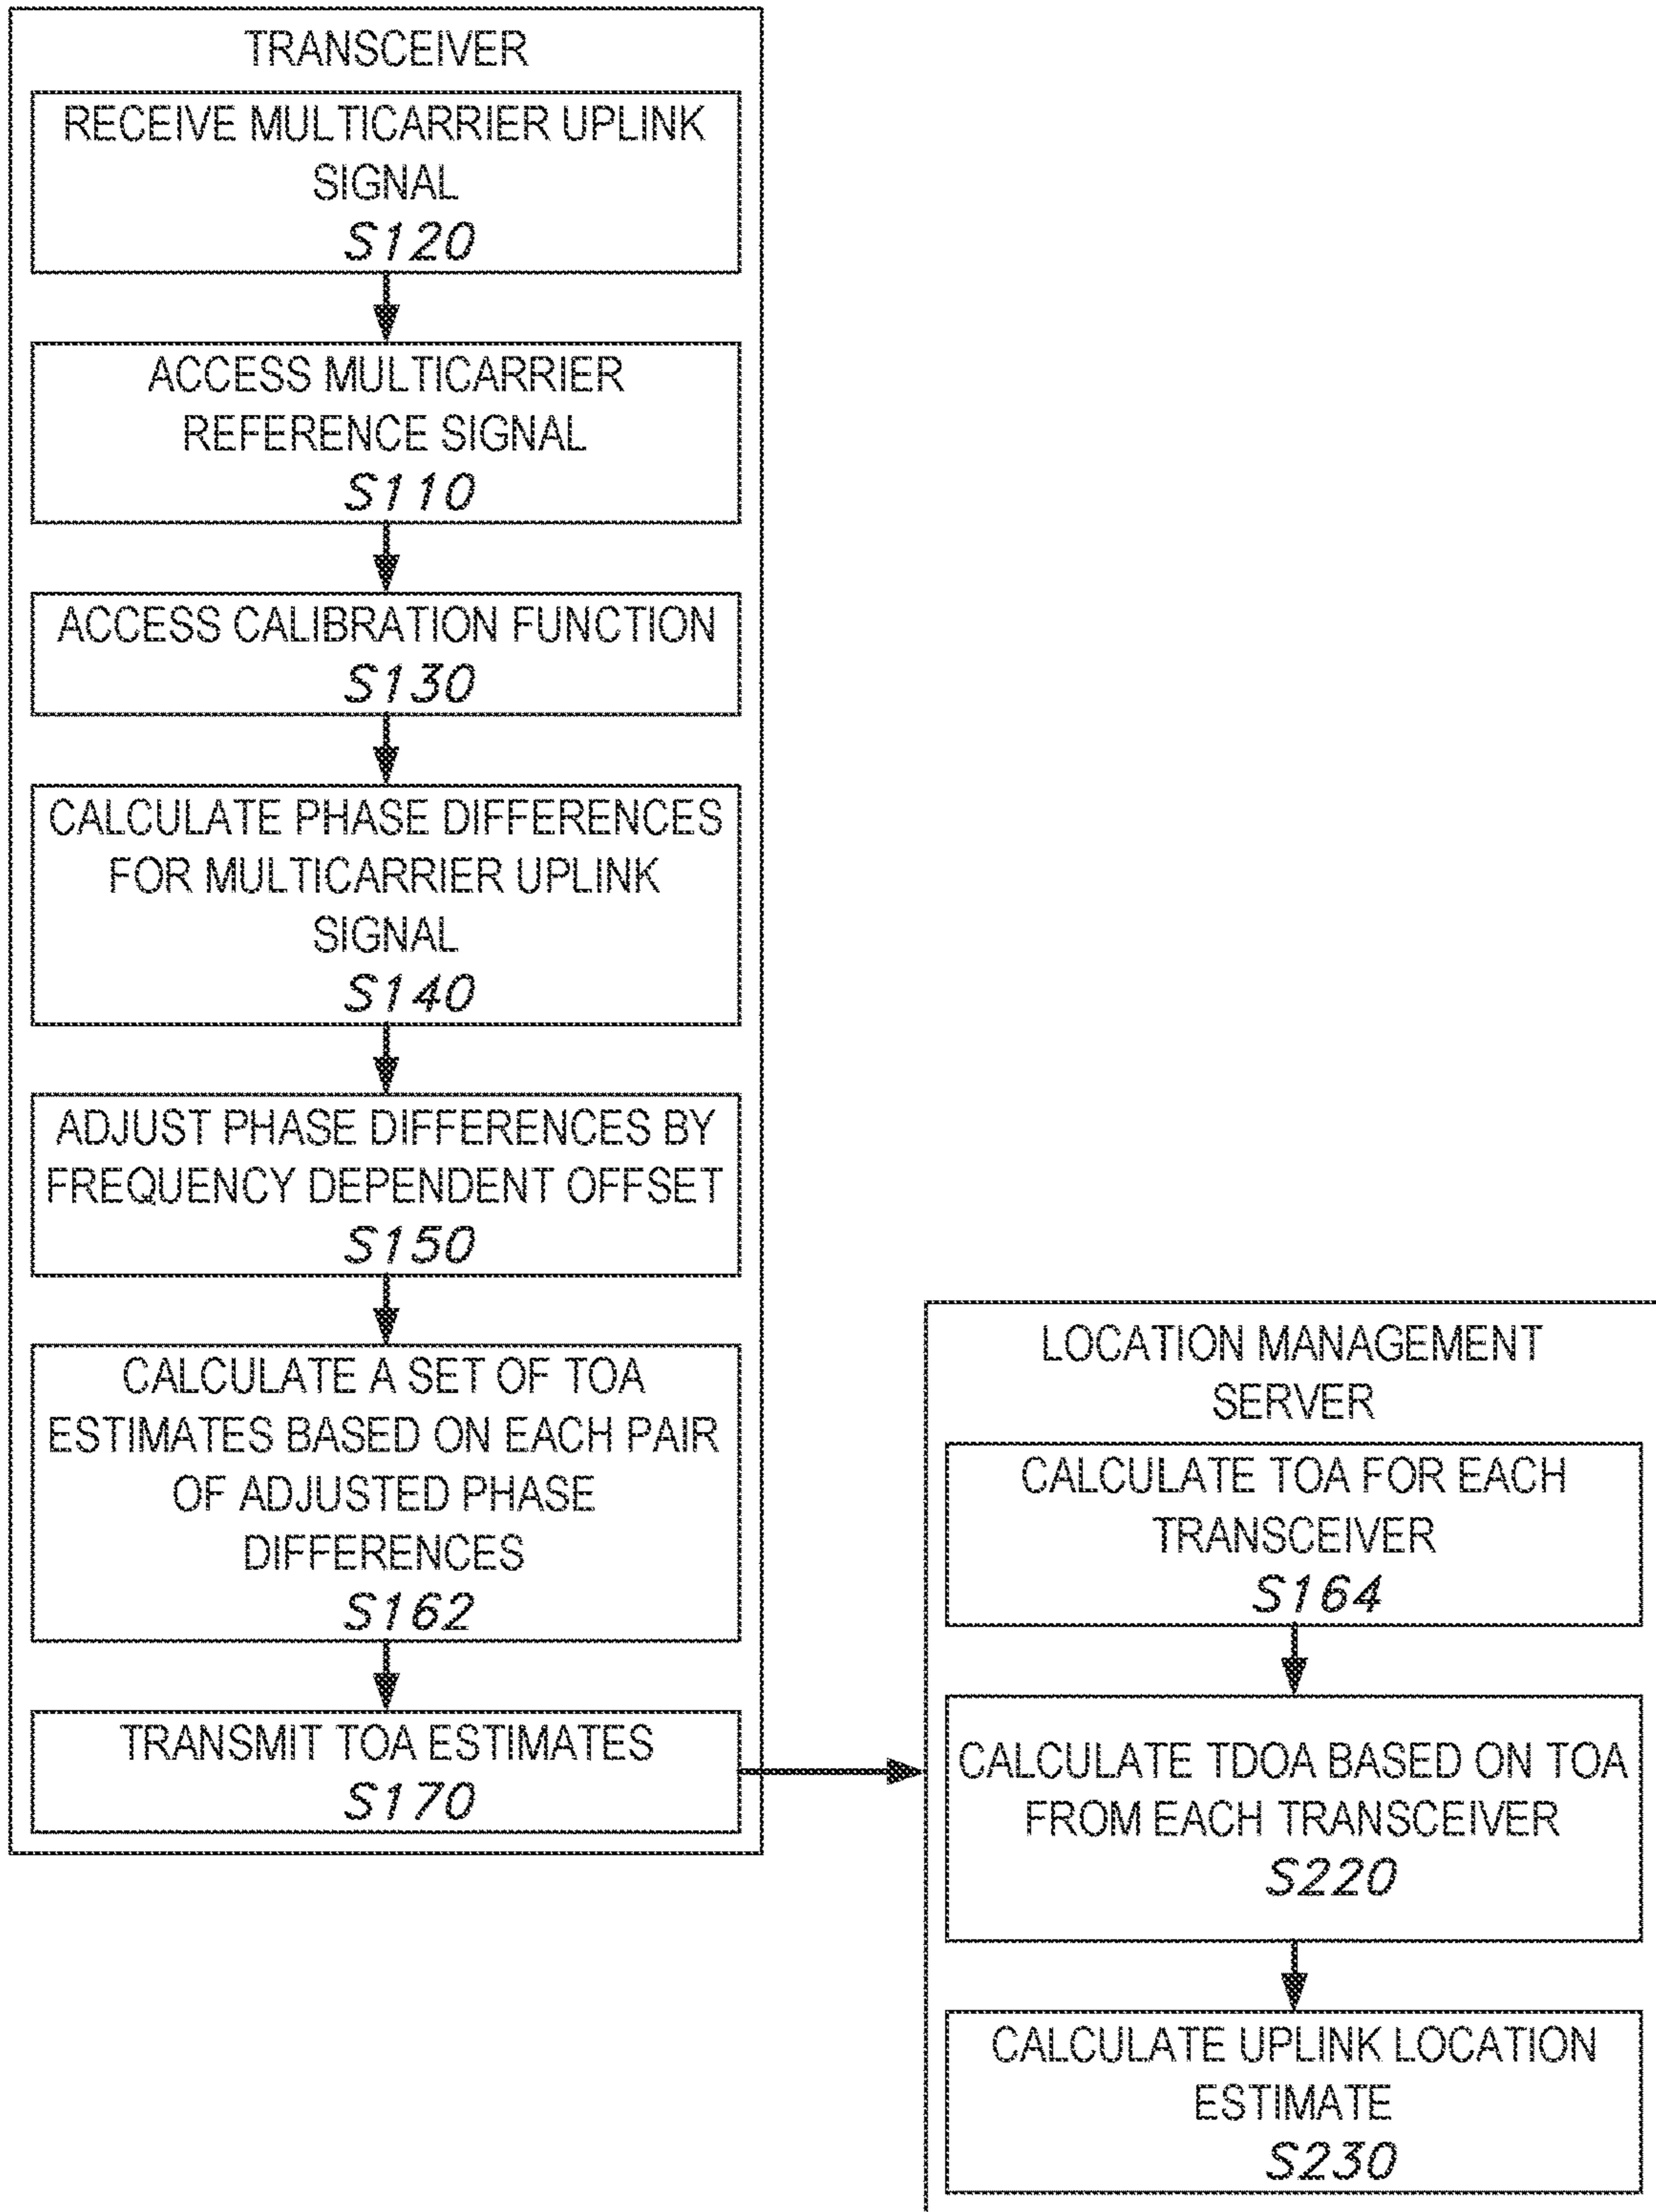 TRANSCEIVER
RECEIVE MULTICARRIER UPLINK
SIGNAL
S120
ACCESS MULTICARRIER
REFERENCE SIGNAL
S110
ACCESS CALIBRATION FUNCTION
S130
CALCULATE PHASE DIFFERENCES
FOR MULTICARRIER UPLINK
SIGNAL
S140
ADJUST PHASE DIFFERENCES BY
FREQUENCY DEPENDENT OFFSET
S150
CALCULATE A SET OF TOA
ESTIMATES BASED ON EACH PAIR
OF ADJUSTED PHASE
DIFFERENCES
S162
TRANSMIT TOA ESTIMATES
S170
LOCATION MANAGEMENT
SERVER
CALCULATE TOA FOR EACH
TRANSCEIVER
S164
CALCULATE TDOA BASED ON TOA
FROM EACH TRANSCEIVER
S220
CALCULATE UPLINK LOCATION
ESTIMATE
S230